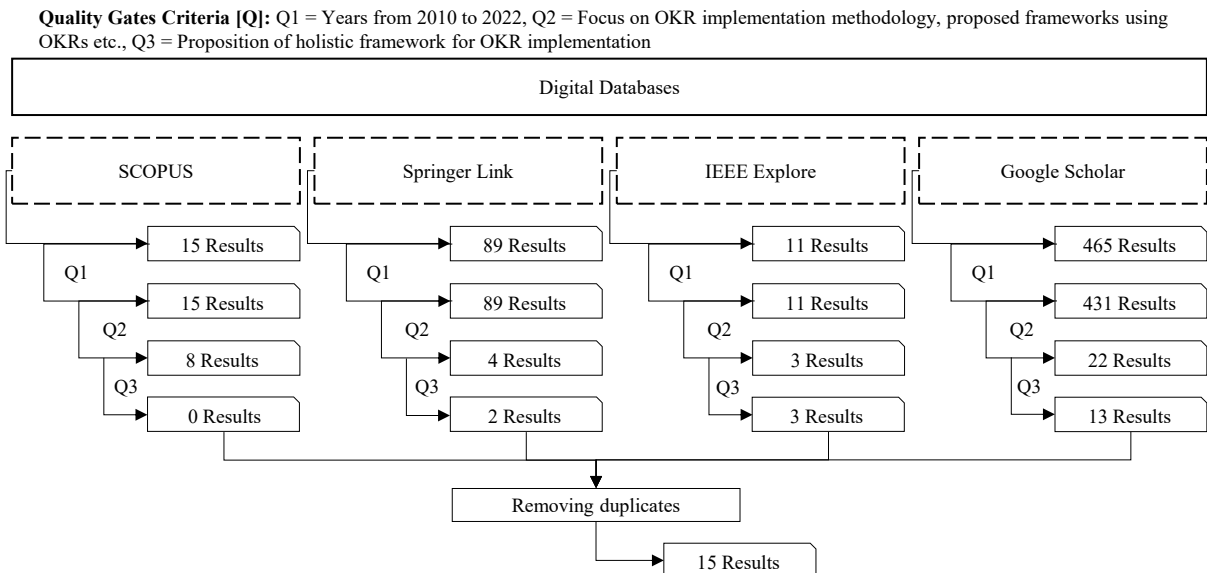 Quality Gates Criteria [Q]: Q1 = Years from 2010 to 2022, Q2 = Focus on OKR implementation methodology, proposed frameworks using
OKRs etc., Q3 = Proposition of holistic framework for OKR implementation
Digital Databases
SCOPUS
Springer Link
IEEE Explore
Google Scholar
15 Results
89 Results
11 Results
465 Results
Q1
Q1
Q1
Q1
15 Results
89 Results
11 Results
431 Results
Q2
Q2
Q2
Q2
8 Results
4 Results
3 Results
22 Results
Q3
Q3
Q3
Q3
0 Results
2 Results
3 Results
13 Results
Removing duplicates
15 Results